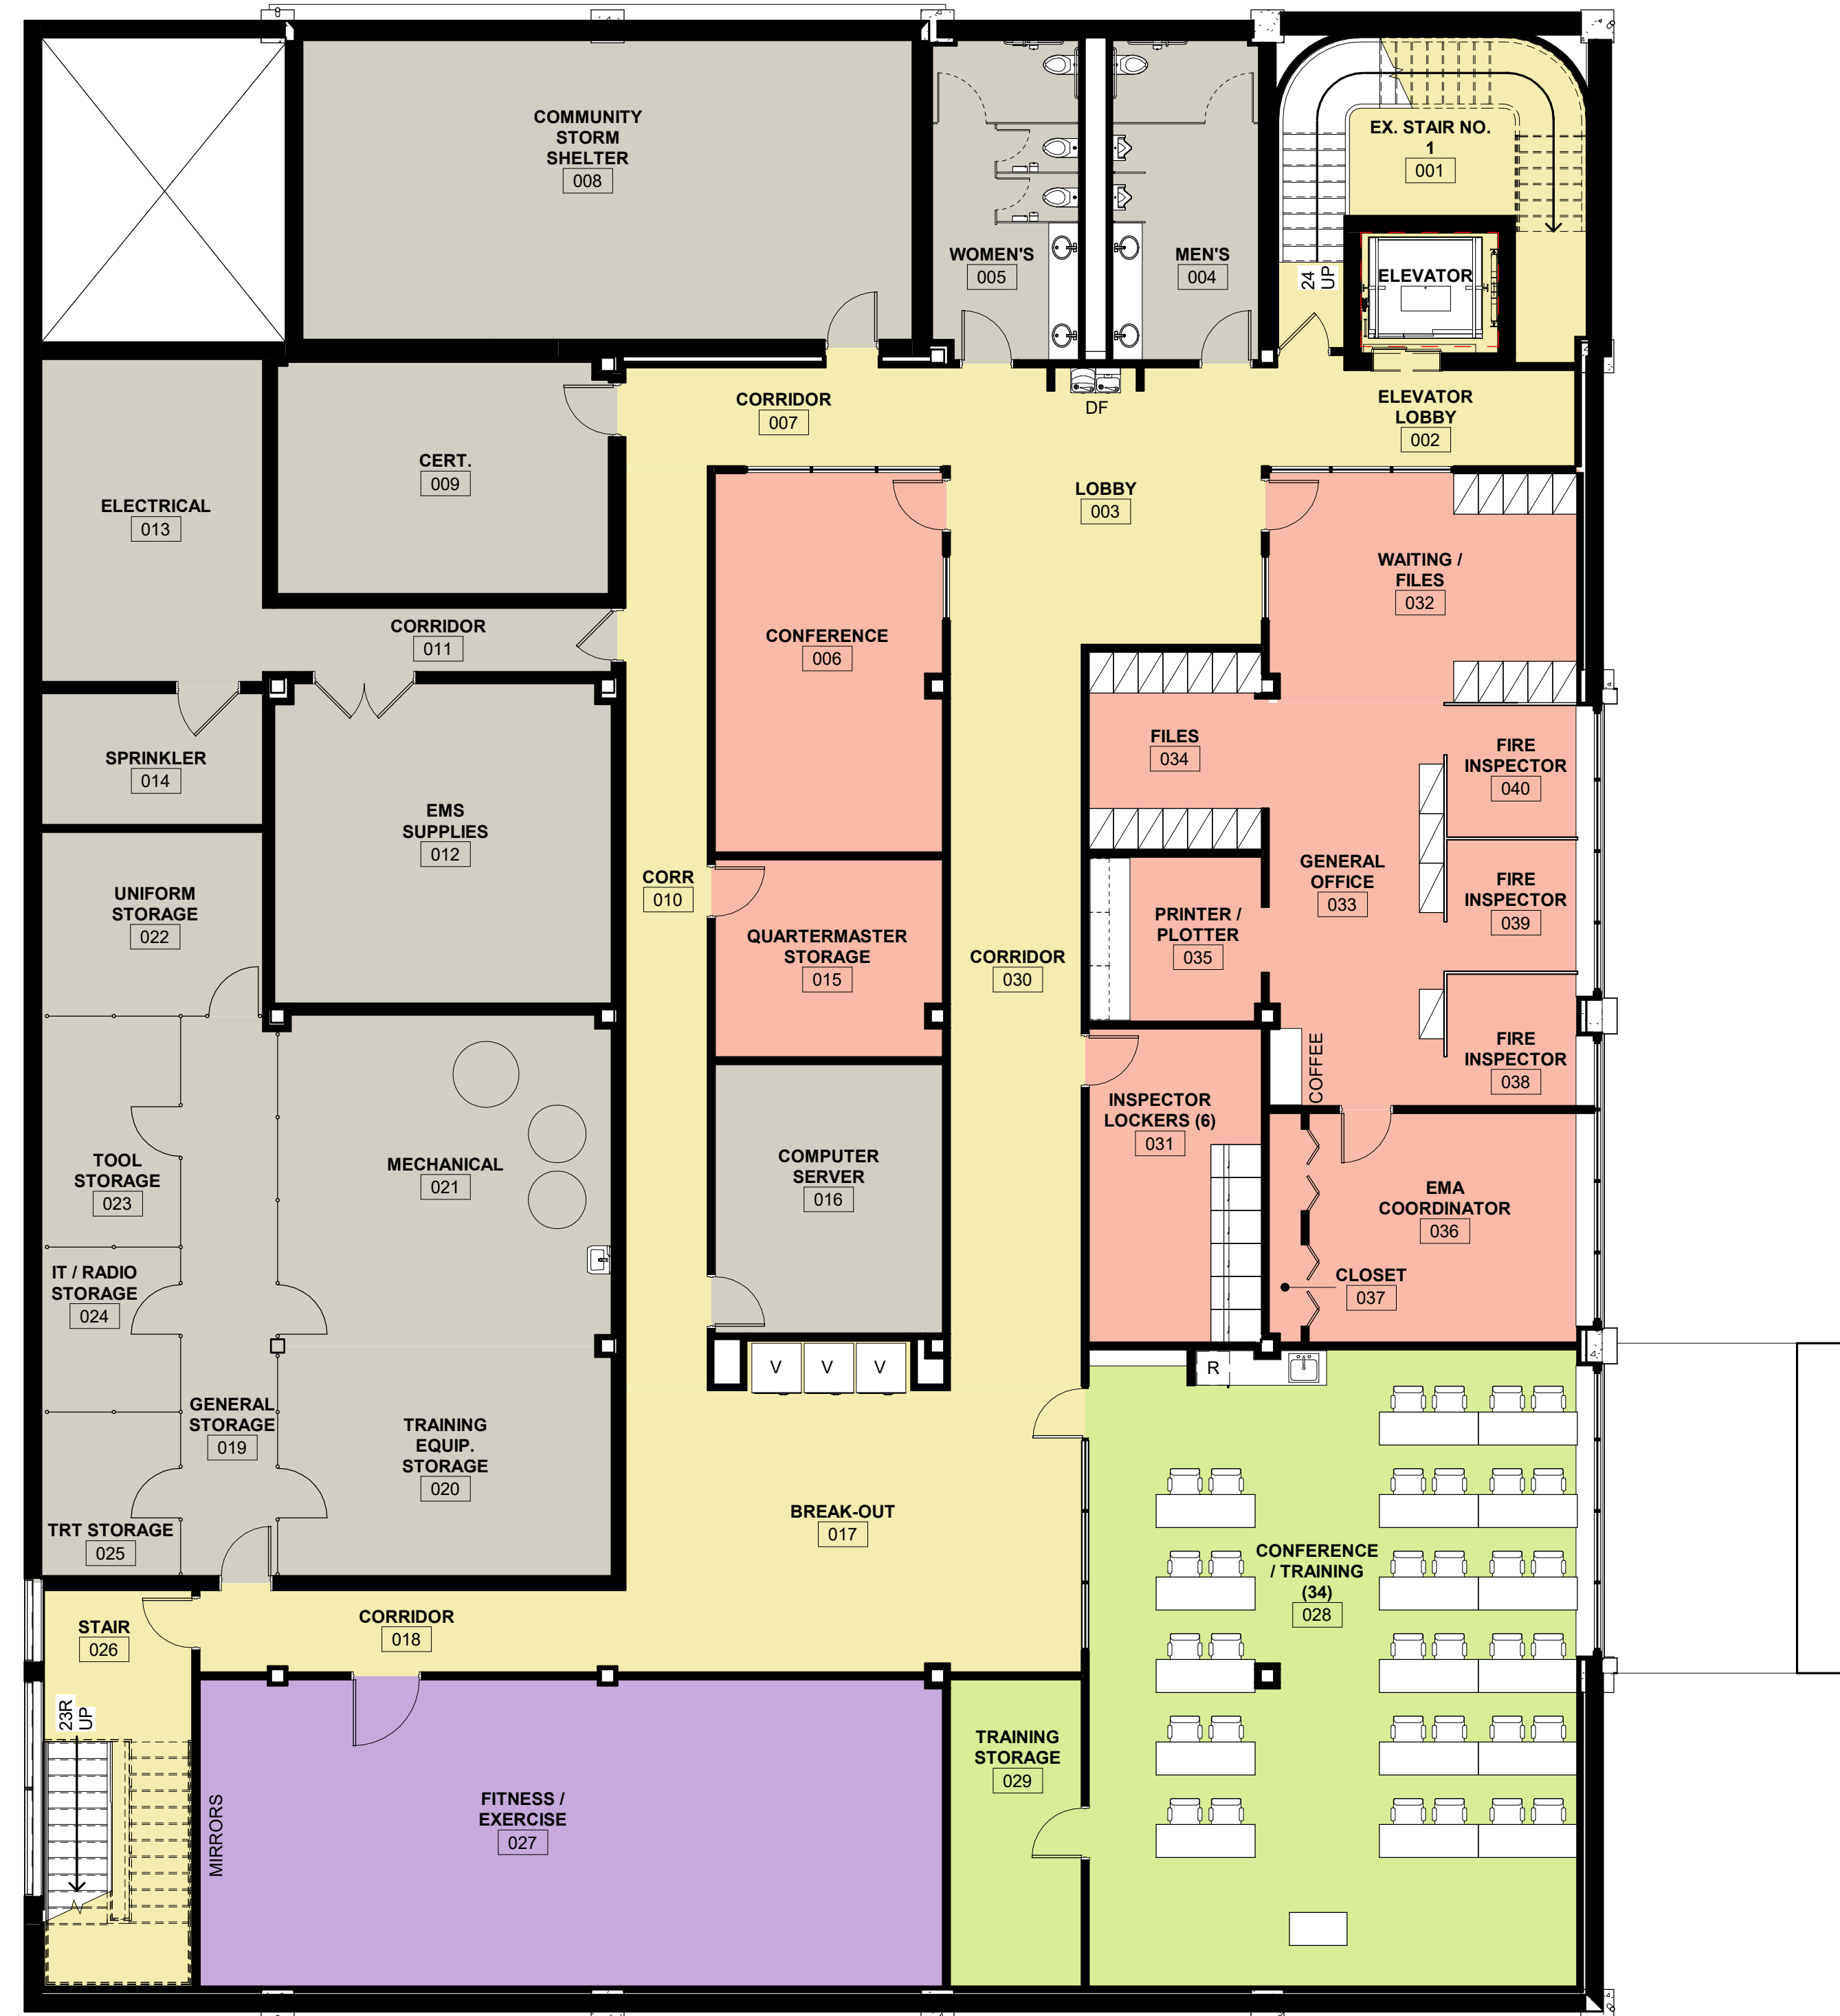 COMMUNITY
STORM
SHELTER
008
WOMEN'S
005
MEN'S
004
EX. STAIR NO.
1
001
24
UP
ELEVATOR
CORRIDOR
007
DF
ELEVATOR
LOBBY
002
CERT.
009
ELECTRICAL
013
LOBBY
003
WAITING /
FILES
032
CORRIDOR
011
CONFERENCE
006
SPRINKLER
014
FILES
034
FIRE
INSPECTOR
040
EMS
SUPPLIES
012
UNIFORM
STORAGE
022
CORR
010
GENERAL
OFFICE
033
FIRE
INSPECTOR
039
QUARTERMASTER
STORAGE
015
PRINTER /
PLOTTER
035
CORRIDOR
030
COFFEE
FIRE
INSPECTOR
038
INSPECTOR
LOCKERS (6)
031
TOOL
STORAGE
023
MECHANICAL
021
COMPUTER
SERVER
016
EMA
COORDINATOR
036
IT / RADIO
STORAGE
024
CLOSET
037
V
V
V
R
GENERAL
STORAGE
019
TRAINING
EQUIP.
STORAGE
020
TRT STORAGE
025
BREAK-OUT
017
CONFERENCE
/ TRAINING
(34)
028
STAIR
026
CORRIDOR
018
23R
UP
MIRRORS
FITNESS /
EXERCISE
027
TRAINING
STORAGE
029